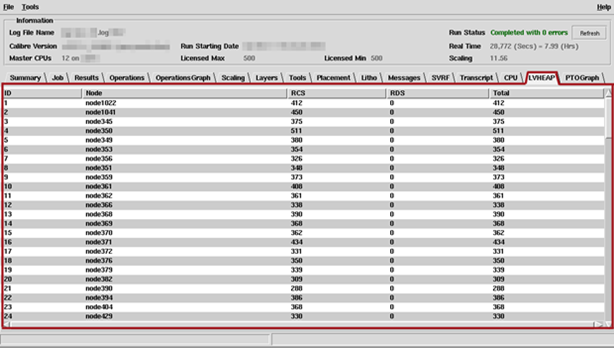 File Tools Help
Information
Log File Name .log Run Status Completed with 0 errors Refresh
Calibre Version Run Starting Date Real Time 28,772 (Secs) = 7.99 (Hrs)
Master CPUs 12 on Licensed Max 500 Licensed Min 500 Scaling 11.56
Summary Job Results Operations OperationsGraph Scaling Layers Tools Placement Litho Messages SVRF Transcript CPU LVHEAP PTOGraph
ID Node RCS RDS Total
1 node1022 412 0 412
2 node1041 450 0 450
3 node345 375 0 375
4 node350 511 0 511
5 node349 380 0 380
6 node353 354 0 354
7 node356 326 0 326
8 node351 348 0 348
9 node359 373 0 373
10 node361 408 0 408
11 node362 361 0 361
12 node366 338 0 338
13 node368 390 0 390
14 node369 368 0 368
15 node370 362 0 362
16 node371 434 0 434
17 node372 331 0 331
18 node376 350 0 350
19 node379 339 0 339
20 node382 309 0 309
21 node390 288 0 288
22 node394 386 0 386
23 node404 368 0 368
24 node429 330 0 330